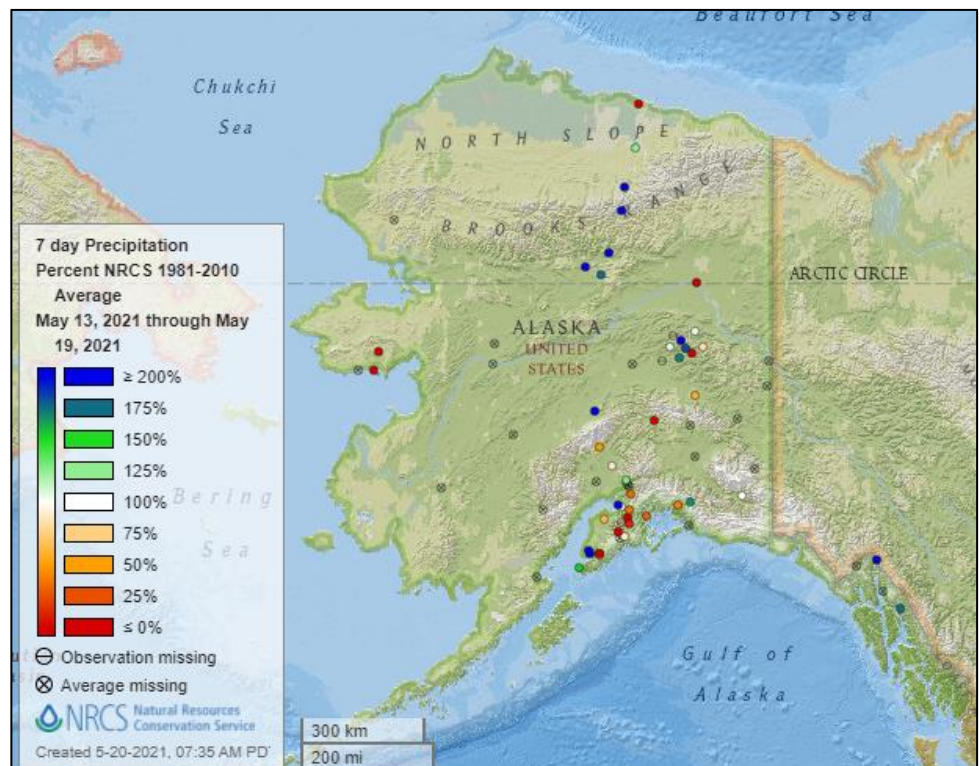 Beaufort Sea
Chukchi
Sea
NORTH SLOPE
BROOKS RANGE
ARCTIC CIRCLE
ALASKA
UNITED
STATES
Bering
Sea
Gulf of
Alaska
7 day Precipitation
Percent NRCS 1981-2010
Average
May 13, 2021 through May
19, 2021
≥ 200%
175%
150%
125%
100%
75%
50%
25%
≤ 0%
Observation missing
Average missing
NRCS Natural Resources
Conservation Service
Created 5-20-2021, 07:35 AM PD
300 km
200 mi